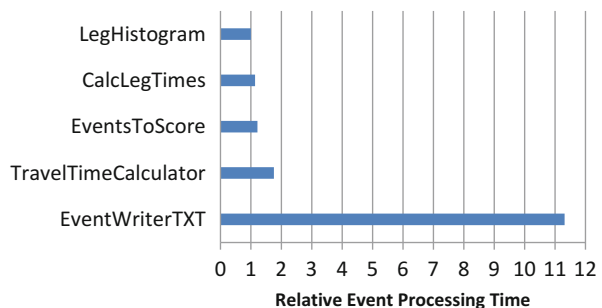 LegHistogram
CalcLegTimes
EventsToScore
TravelTimeCalculator
EventWriterTXT
0 1 2 3 4 5 6 7 8 9 10 11 12
Relative Event Processing Time